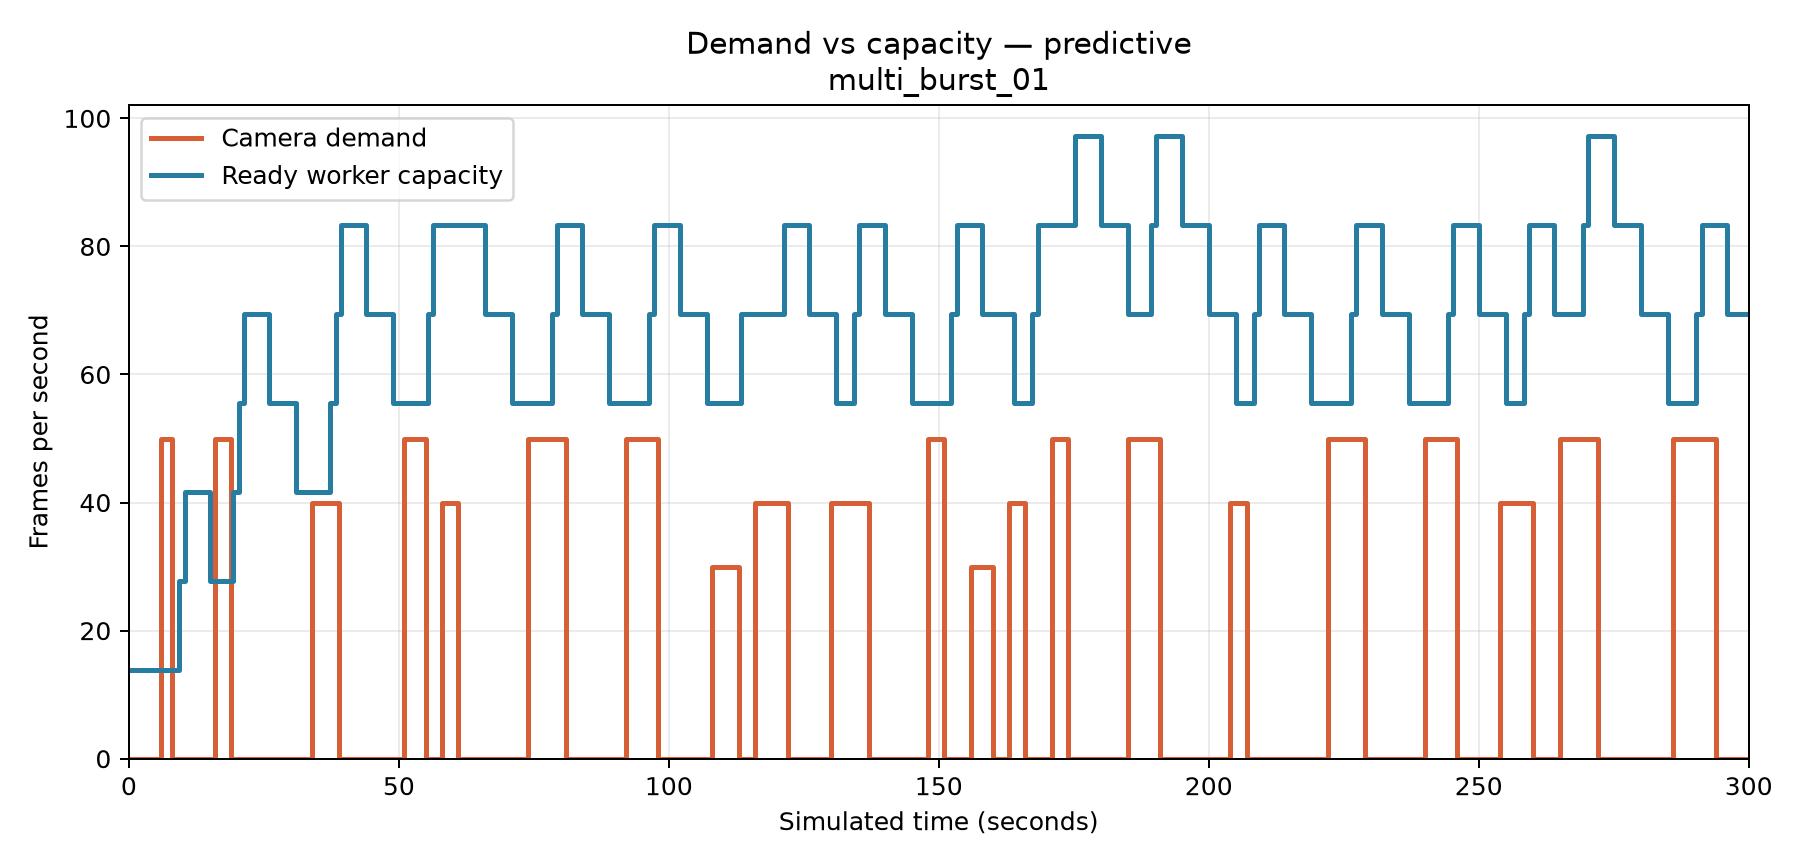 Demand vs capacity — predictive
multi_burst_01
Camera demand
Ready worker capacity
Frames per second
100
80
60
40
20
0
0 50 100 150 200 250 300
Simulated time (seconds)